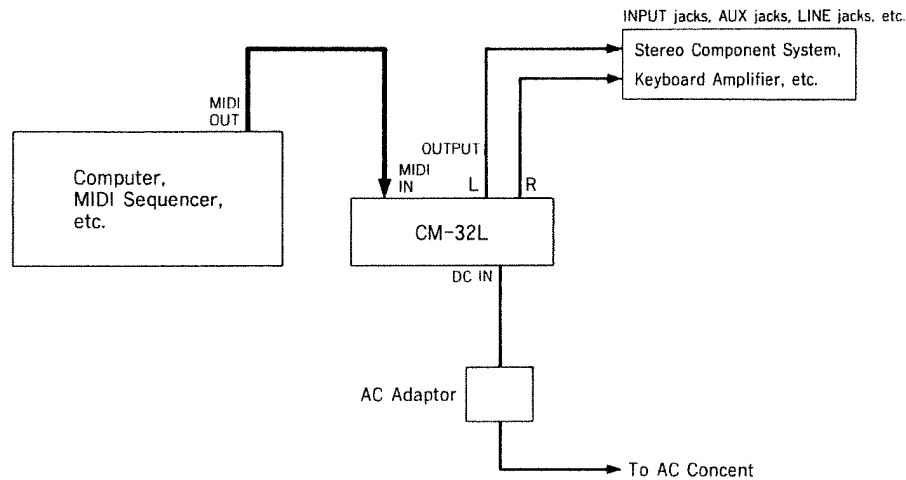 INPUT jacks, AUX jacks, LINE jacks, etc.
Stereo Component System,
Keyboard Amplifier, etc.
MIDI
OUT
Computer,
MIDI Sequencer,
etc.
OUTPUT
MIDI
IN
L
R
CM-32L
DC IN
AC Adaptor
To AC Concent